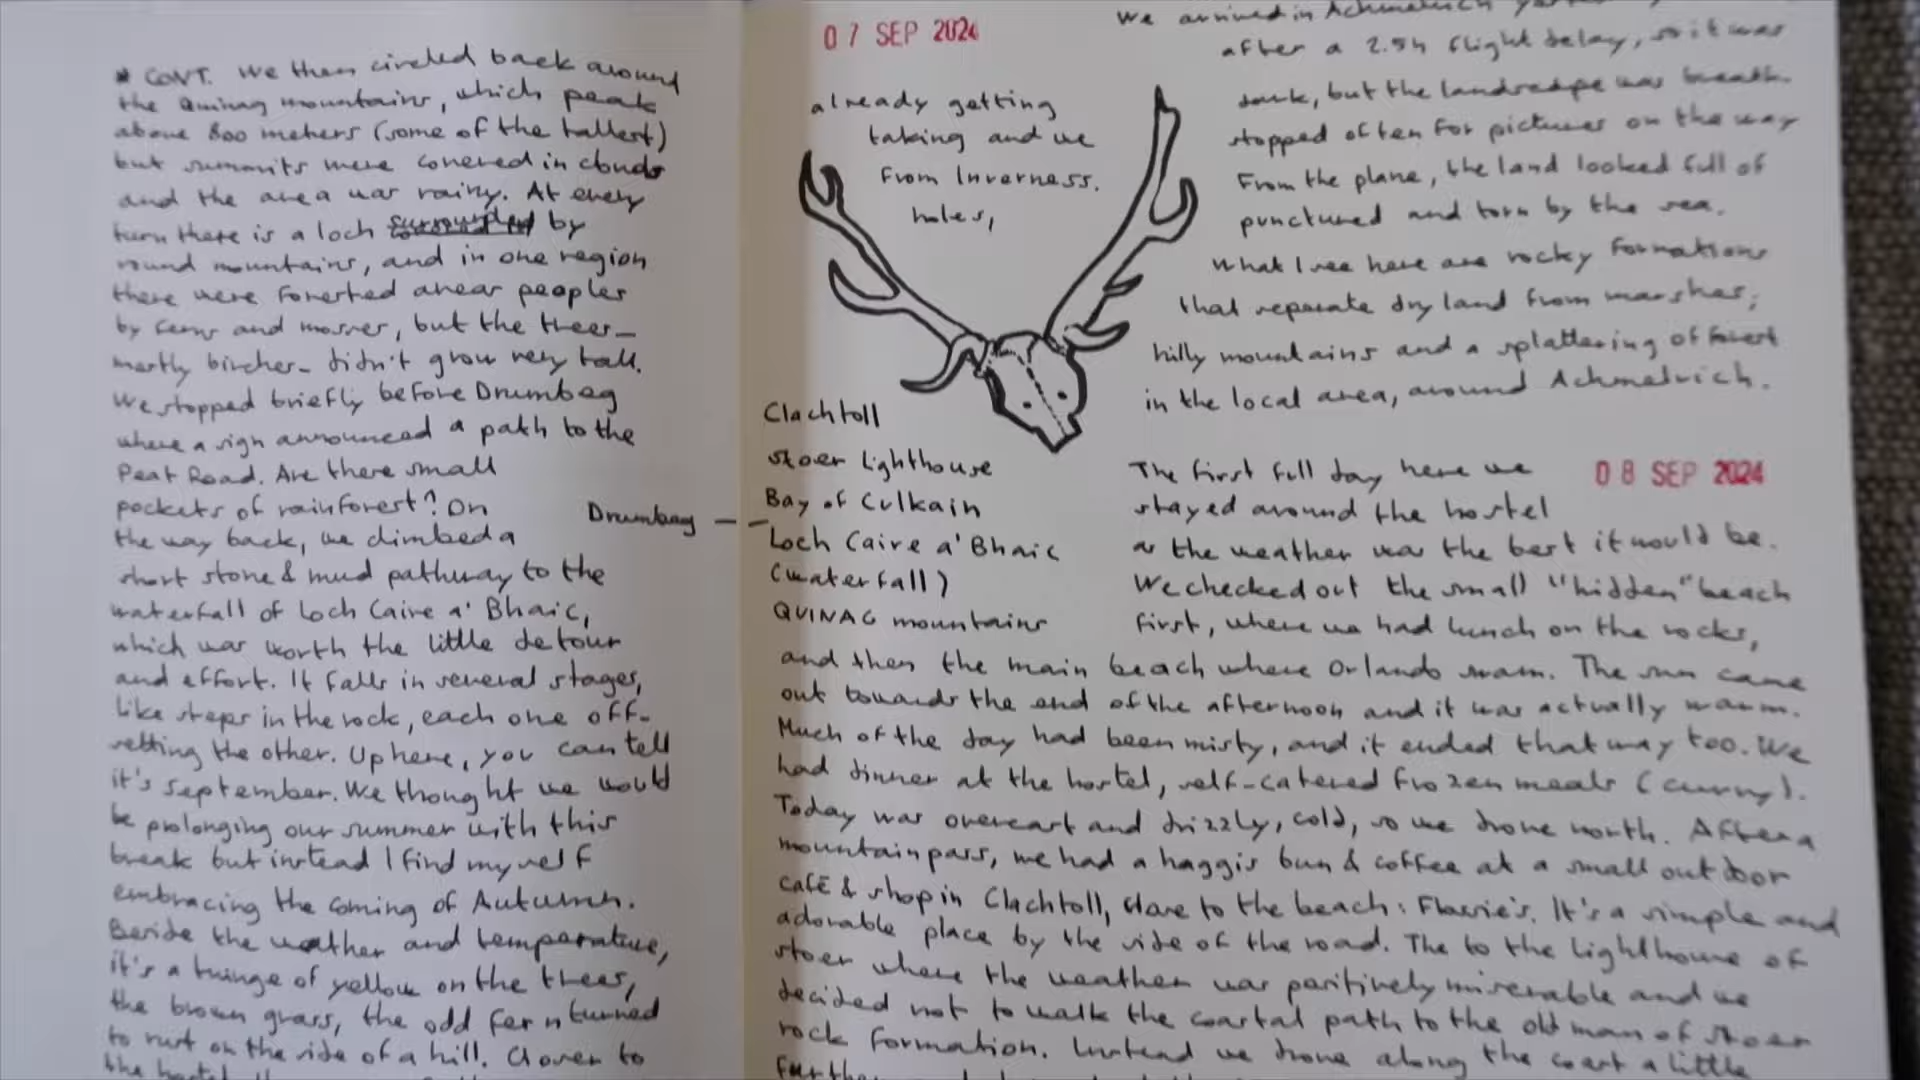 * CONT. We then circled back around
the Quinag mountains, which peak
above 800 meters (some of the tallest)
but summits were covered in clouds
and the area was rainy. At every
turn there is a loch surrounded by
round mountains, and in one region
there were forested areas peoples
by ferns and mosses, but the trees_
mostly birches_ didn't grow very tall.
We stopped briefly before Drumbeg
where a sign announced a path to the
Peat Road. Are there small
pockets of rainforest? On
the way back, we climbed a
short stone & mud pathway to the
waterfall of Loch Caire a' Bhaic,
which was worth the little detour
and effort. It falls in several stages,
like steps in the rock, each one off-
setting the other. Up here, you can tell
it's September. We thought we would
be prolonging our summer with this
break but instead I find myself
embracing the coming of Autumn.
Beside the weather and temperature,
it's a twinge of yellow on the trees,
the brown grass, the odd fern turned
to rust on the side of a hill. Closer to
the hostel
Drumbeg — –
07 SEP 2024
We arrived in Achmelvich
after a 2.5h flight delay, so it was
already getting dark, but the landscape was breath-
taking and we stopped often for pictures on the way
from Inverness. From the plane, the land looked full of
holes, punctured and torn by the sea.
What I see here are rocky formations
that separate dry land from marshes;
hilly mountains and a splattering of forest
in the local area, around Achmelvich.
Clachtoll
Stoer Lighthouse
Bay of Culkain
Loch Caire a' Bhaic
(waterfall)
QUINAG mountains
08 SEP 2024
The first full day here we
stayed around the hostel
as the weather was the best it would be.
We checked out the small "hidden" beach
first, where we had lunch on the rocks,
and then the main beach where Orlando swam. The sun came
out towards the end of the afternoon and it was actually warm.
Much of the day had been misty, and it ended that way too. We
had dinner at the hostel, self-catered frozen meals (curry).
Today was overcast and drizzly, cold, so we drove north. After a
mountain pass, we had a haggis bun & coffee at a small outdoor
café & shop in Clachtoll, close to the beach: Flossie's. It's a simple and
adorable place by the side of the road. The to the lighthouse of
Stoer where the weather was positively miserable and we
decided not to walk the coastal path to the old man of Stoer
rock formation. Instead we drove along the coast a little
further